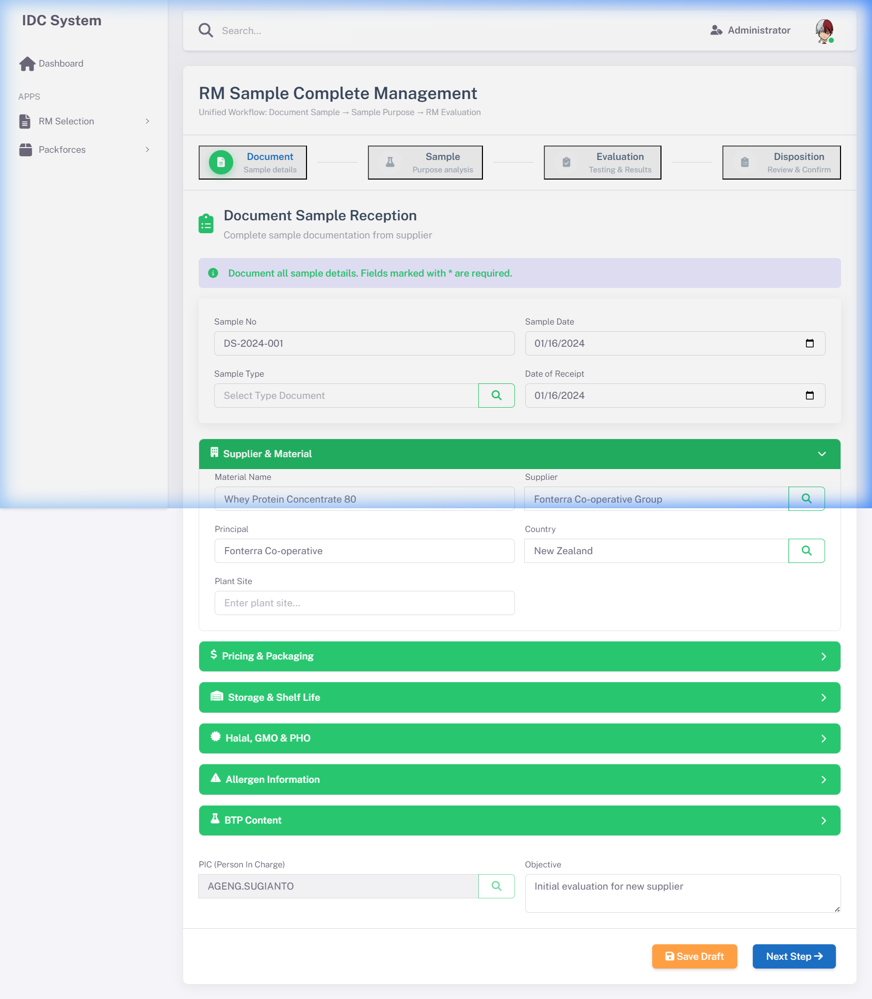 IDC System
Search...
Administrator
Dashboard
APPS
RM Selection
Packforces
RM Sample Complete Management
Unified Workflow: Document Sample → Sample Purpose → RM Evaluation
Document
Sample details
Sample
Purpose analysis
Evaluation
Testing & Results
Disposition
Review & Confirm
Document Sample Reception
Complete sample documentation from supplier
Document all sample details. Fields marked with * are required.
Sample No
DS-2024-001
Sample Date
01/16/2024
Sample Type
Select Type Document
Date of Receipt
01/16/2024
Supplier & Material
Material Name
Whey Protein Concentrate 80
Supplier
Fonterra Co-operative Group
Principal
Fonterra Co-operative
Country
New Zealand
Plant Site
Enter plant site...
Pricing & Packaging
Storage & Shelf Life
Halal, GMO & PHO
Allergen Information
BTP Content
PIC (Person In Charge)
AGENG.SUGIANTO
Objective
Initial evaluation for new supplier
Save Draft
Next Step →